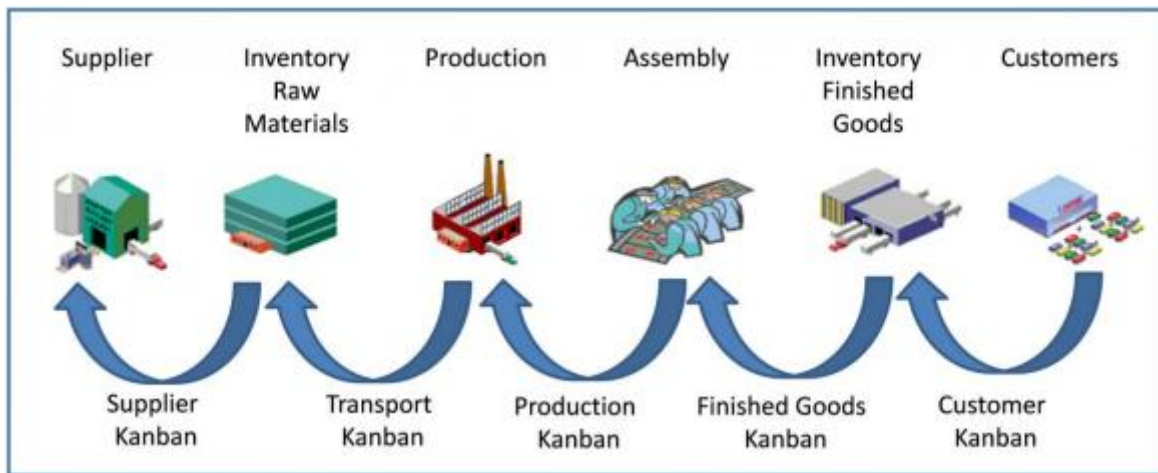 Supplier
Inventory
Raw
Materials
Production
Assembly
Inventory
Finished
Goods
Customers
Supplier
Kanban
Transport
Kanban
Production
Kanban
Finished Goods
Kanban
Customer
Kanban